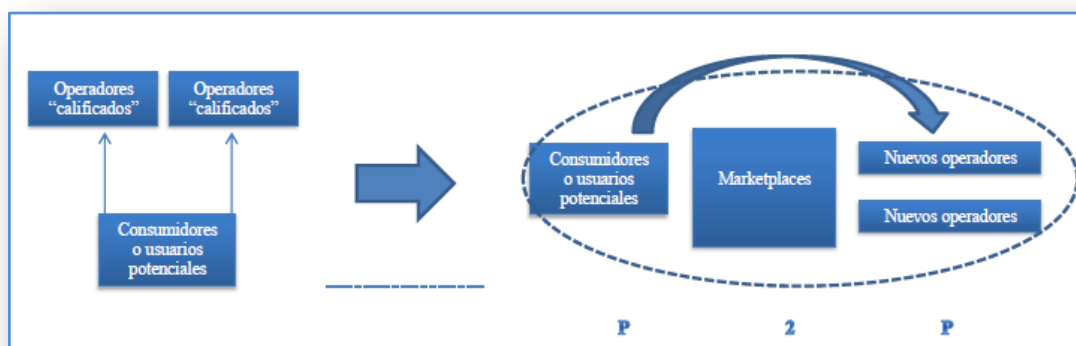 Operadores
“calificados”
Operadores
“calificados”
Consumidores
o usuarios
potenciales
Consumidores
o usuarios
potenciales
Marketplaces
Nuevos operadores
Nuevos operadores
P 2 P